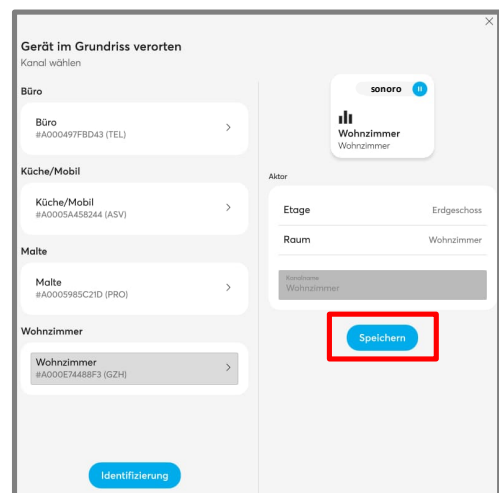 Gerät im Grundriss verorten
Kanal wählen
Büro
Büro
#A000497FBD43 (TEL)
Küche/Mobil
Küche/Mobil
#A0005A458244 (ASV)
Malte
Malte
#A0005985C21D (PRO)
Wohnzimmer
Wohnzimmer
#A000E74488F3 (GZH)
Identifizierung
sonoro
Wohnzimmer
Wohnzimmer
Aktor
Etage Erdgeschoss
Raum Wohnzimmer
Kanalname
Wohnzimmer
Speichern